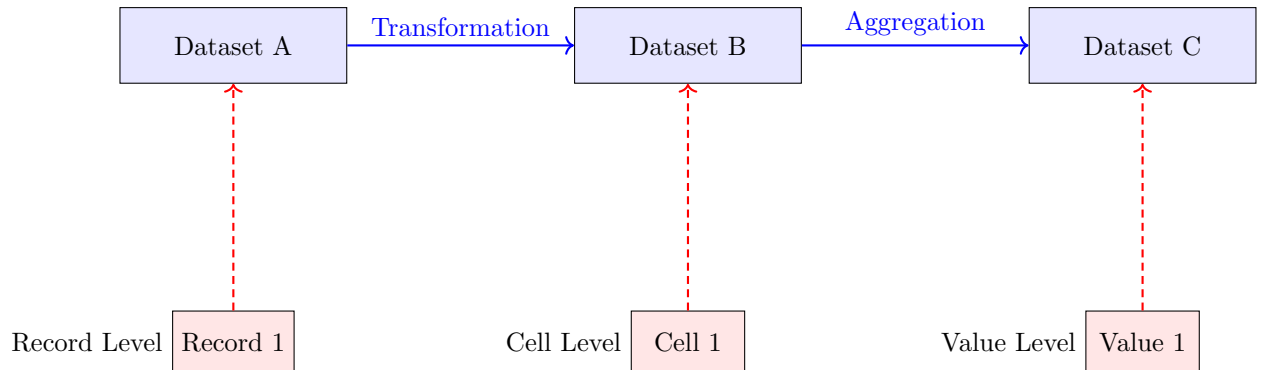 Dataset A
Transformation
Dataset B
Aggregation
Dataset C
Record Level
Record 1
Cell Level
Cell 1
Value Level
Value 1